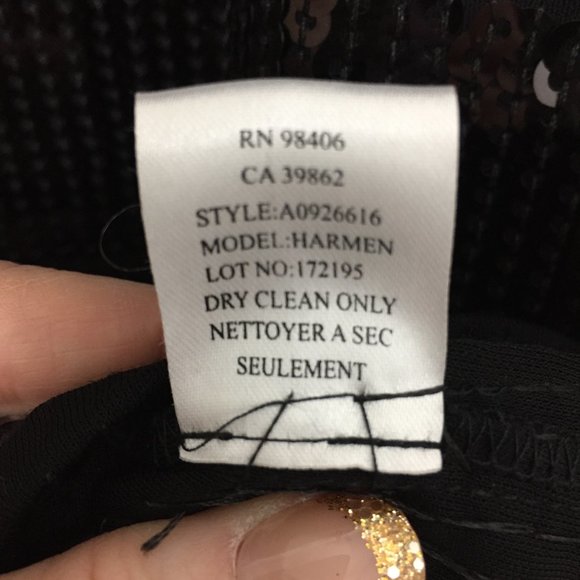 RN 98406
CA 39862
STYLE:A0926616
MODEL:HARMEN
LOT NO:172195
DRY CLEAN ONLY
NETTOYER A SEC
SEULEMENT